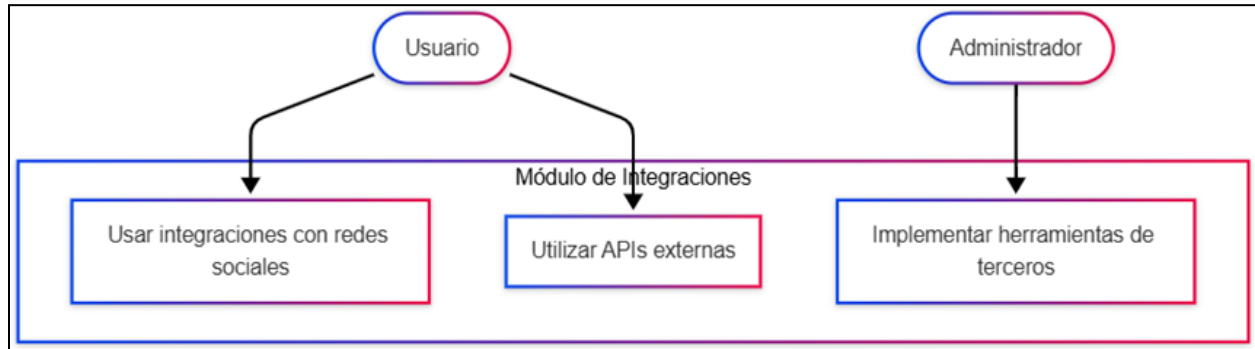 Usuario
Administrador
Módulo de Integraciones
Usar integraciones con redes
sociales
Utilizar APIs externas
Implementar herramientas de
terceros